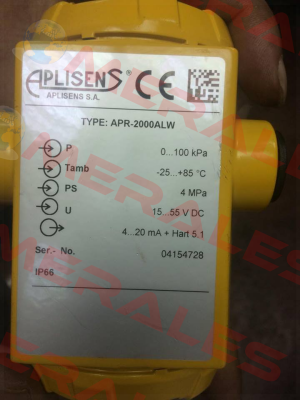 APLISENS CE
APLISENS S.A.
TYPE: APR-2000ALW
P 0...100 kPa
Tamb -25...+85 °C
PS 4 MPa
U 15...55 V DC
4...20 mA + Hart 5.1
Ser.- No. 04154728
IP66